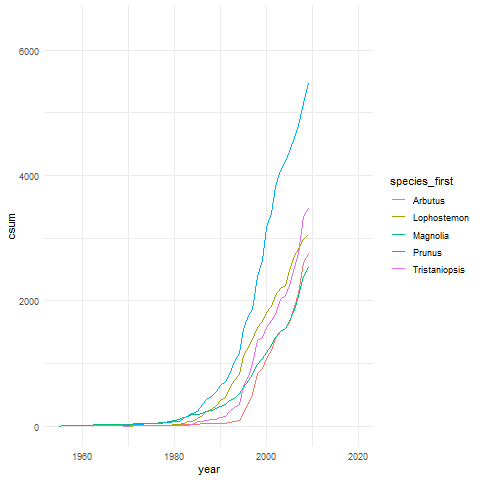 6000
4000
2000
0
csum
1960
1980
2000
2020
year
species_first
Arbutus
Lophostemon
Magnolia
Prunus
Tristaniopsis